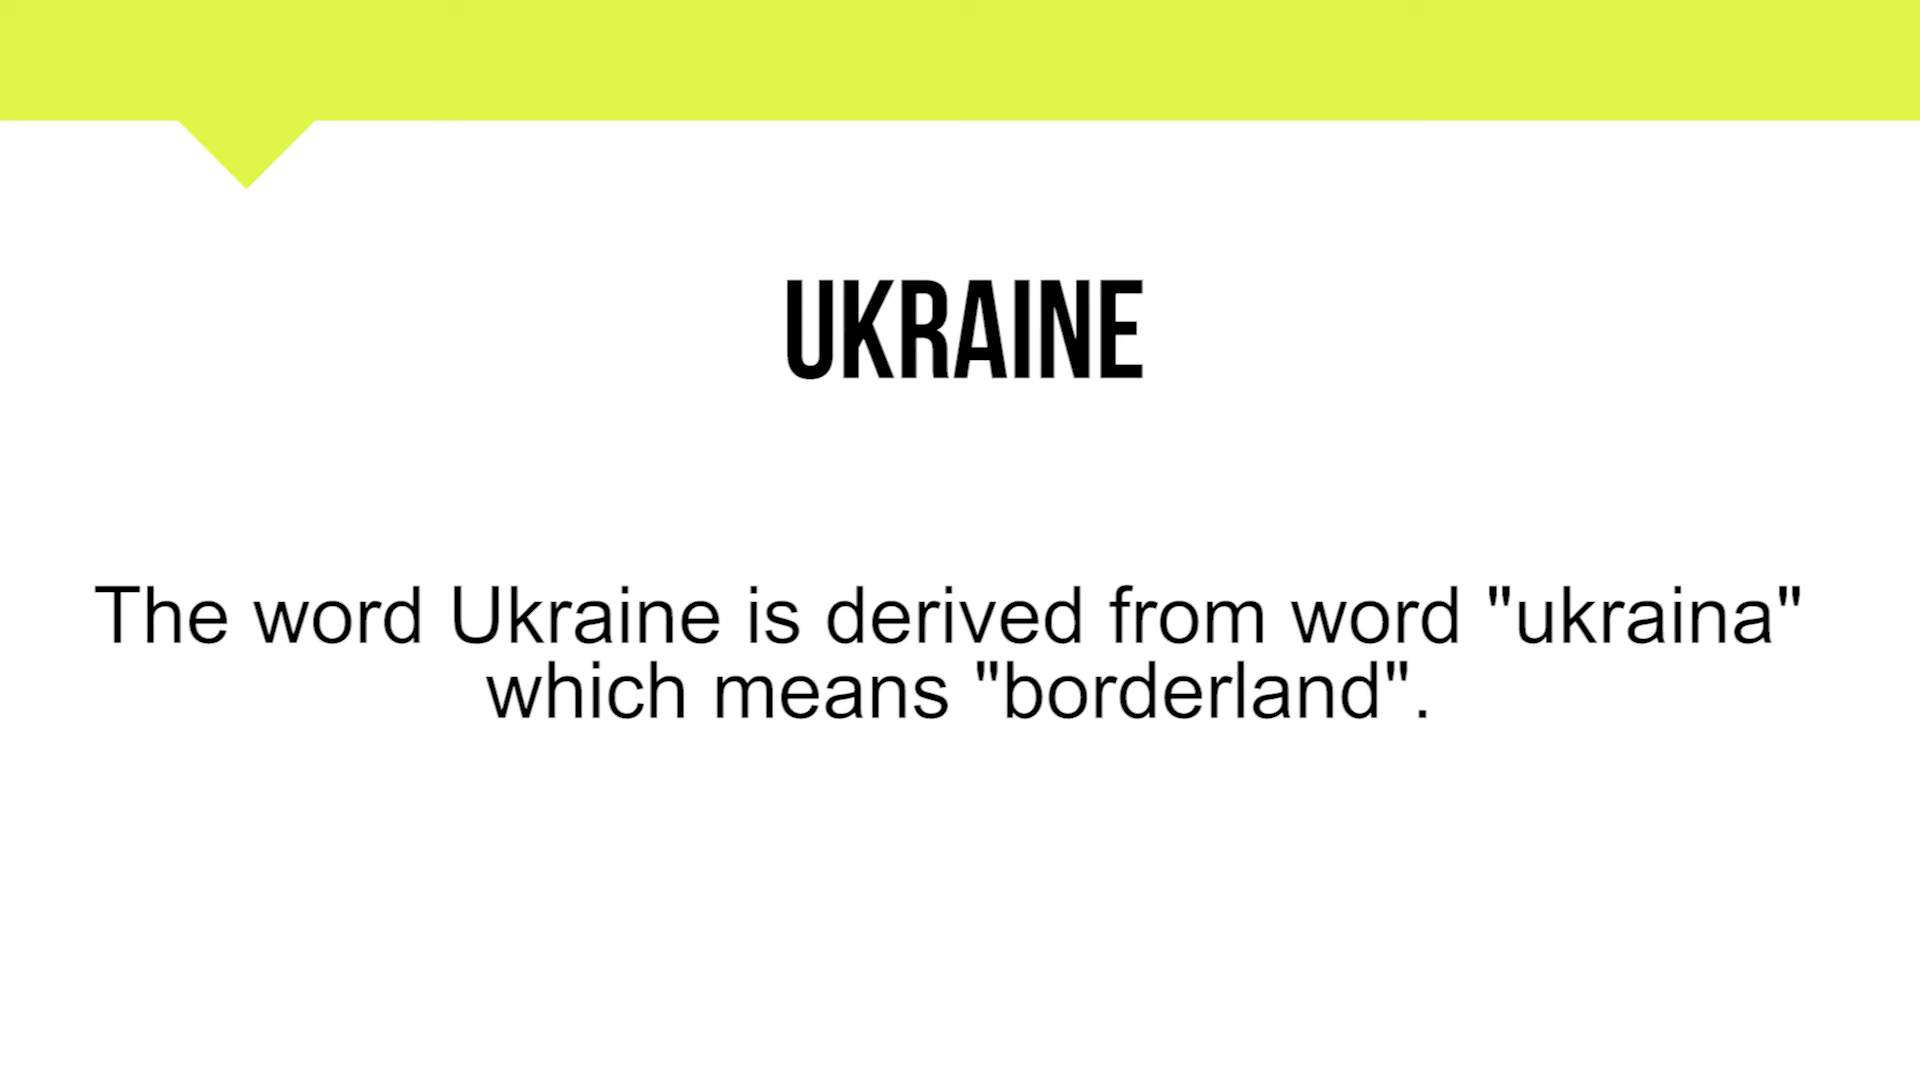 UKRAINE
The word Ukraine is derived from word "ukraina"
which means "borderland".